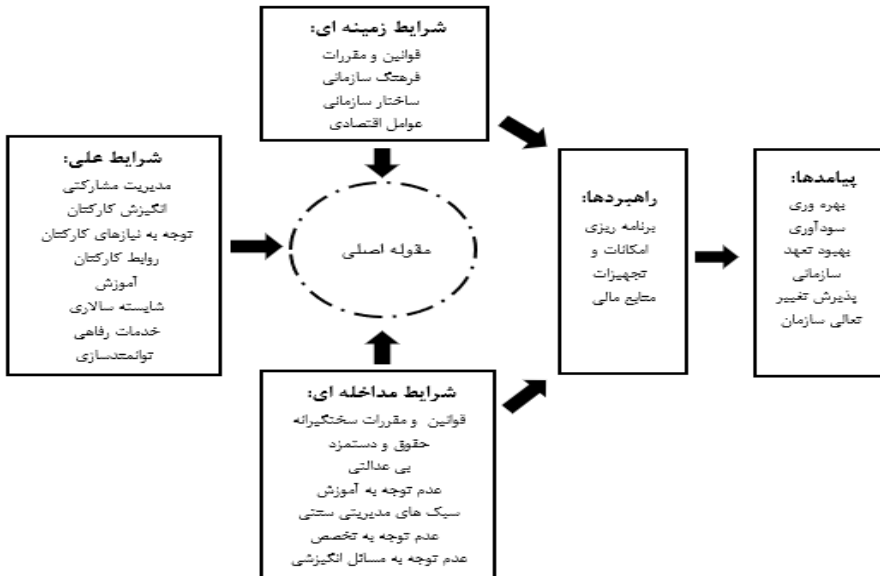 شرایط زمینه ای:
قوانین و مقررات
فرهنگ سازمانی
ساختار سازمانی
عوامل اقتصادی
شرایط علی:
مدیریت مشارکتی
انگیزش کارکنان
توجه به نیازهای کارکنان
روابط کارکنان
آموزش
شایسته سالاری
خدمات رفاهی
توانمندسازی
مقوله اصلی
راهبردها:
برنامه ریزی
امکانات و
تجهیزات
منابع مالی
پیامدها:
بهره وری
سودآوری
بهبود تعهد
سازمانی
پذیرش تغییر
تعالی سازمان
شرایط مداخله ای:
قوانین و مقررات سختگیرانه
حقوق و دستمزد
بی عدالتی
عدم توجه به آموزش
سبک های مدیریتی سنتی
عدم توجه به تخصص
عدم توجه به مسائل انگیزشی